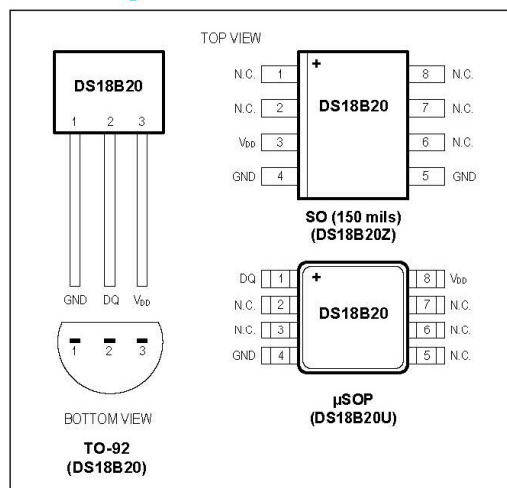 TOP VIEW
DS18B20
1 2 3
GND DQ VDD
1 2 3
BOTTOM VIEW
TO-92
(DS18B20)
+
N.C. 1 8 N.C.
N.C. 2 DS18B20 7 N.C.
VDD 3 6 N.C.
GND 4 5 GND
SO (150 mils)
(DS18B20Z)
DQ 1 + 8 VDD
N.C. 2 DS18B20 7 N.C.
N.C. 3 6 N.C.
GND 4 5 N.C.
µSOP
(DS18B20U)